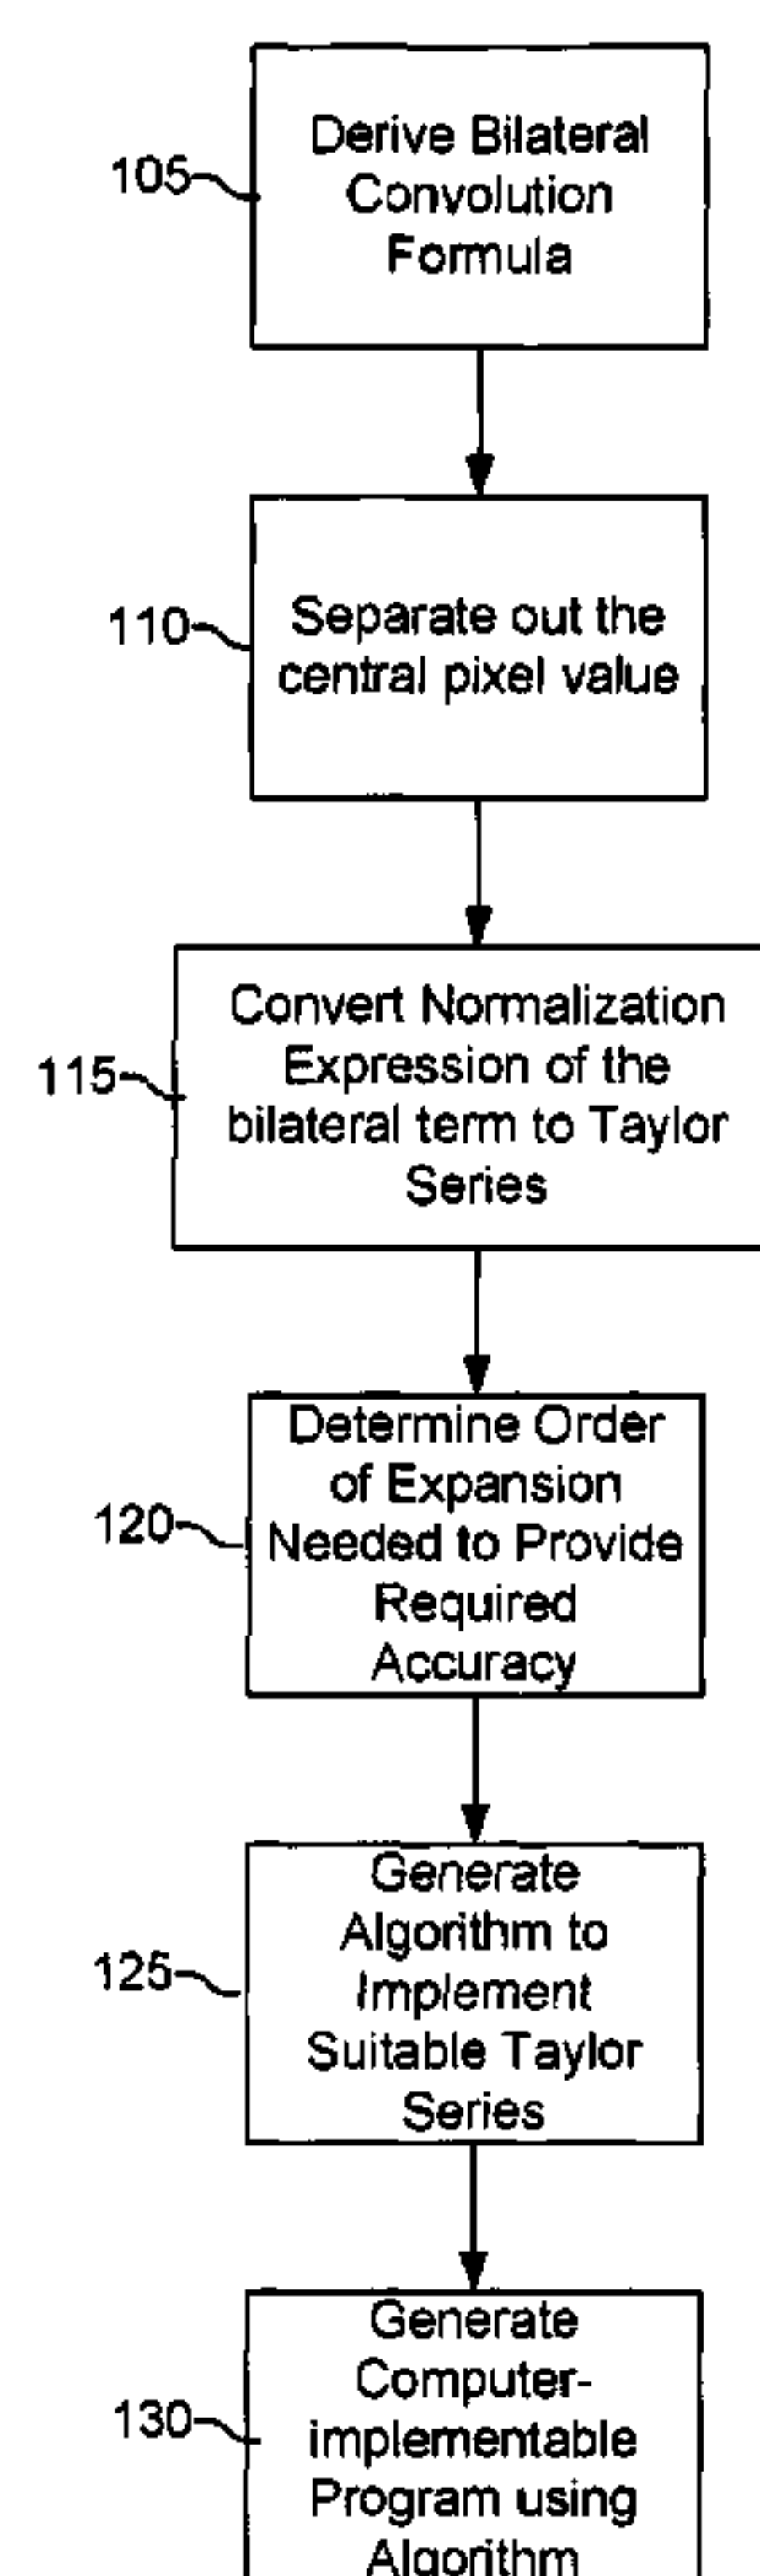 105
Derive Bilateral
Convolution
Formula
110
Separate out the
central pixel value
115
Convert Normalization
Expression of the
bilateral term to Taylor
Series
120
Determine Order
of Expansion
Needed to Provide
Required
Accuracy
125
Generate
Algorithm to
Implement
Suitable Taylor
Series
130
Generate
Computer-
implementable
Program using
Algorithm